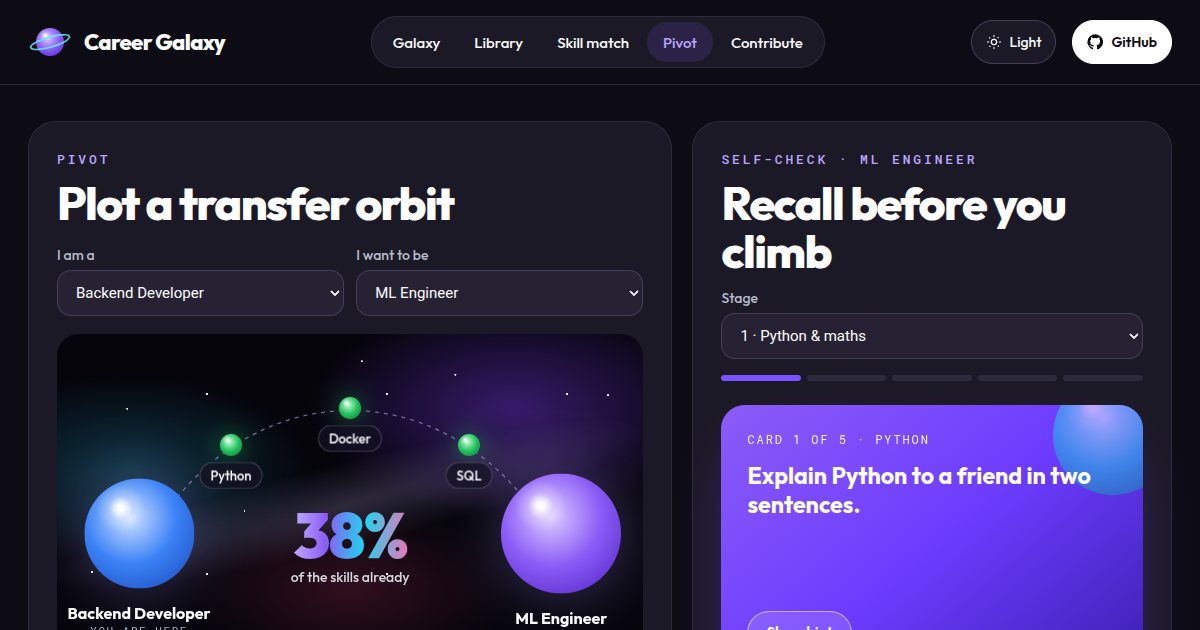 Career Galaxy
Galaxy
Library
Skill match
Pivot
Contribute
Light
GitHub
PIVOT
Plot a transfer orbit
I am a
I want to be
Backend Developer
ML Engineer
Docker
Python
SQL
38%
of the skills already
Backend Developer
ML Engineer
YOU ARE HERE
SELF-CHECK · ML ENGINEER
Recall before you
climb
Stage
1 · Python & maths
CARD 1 OF 5 · PYTHON
Explain Python to a friend in two
sentences.